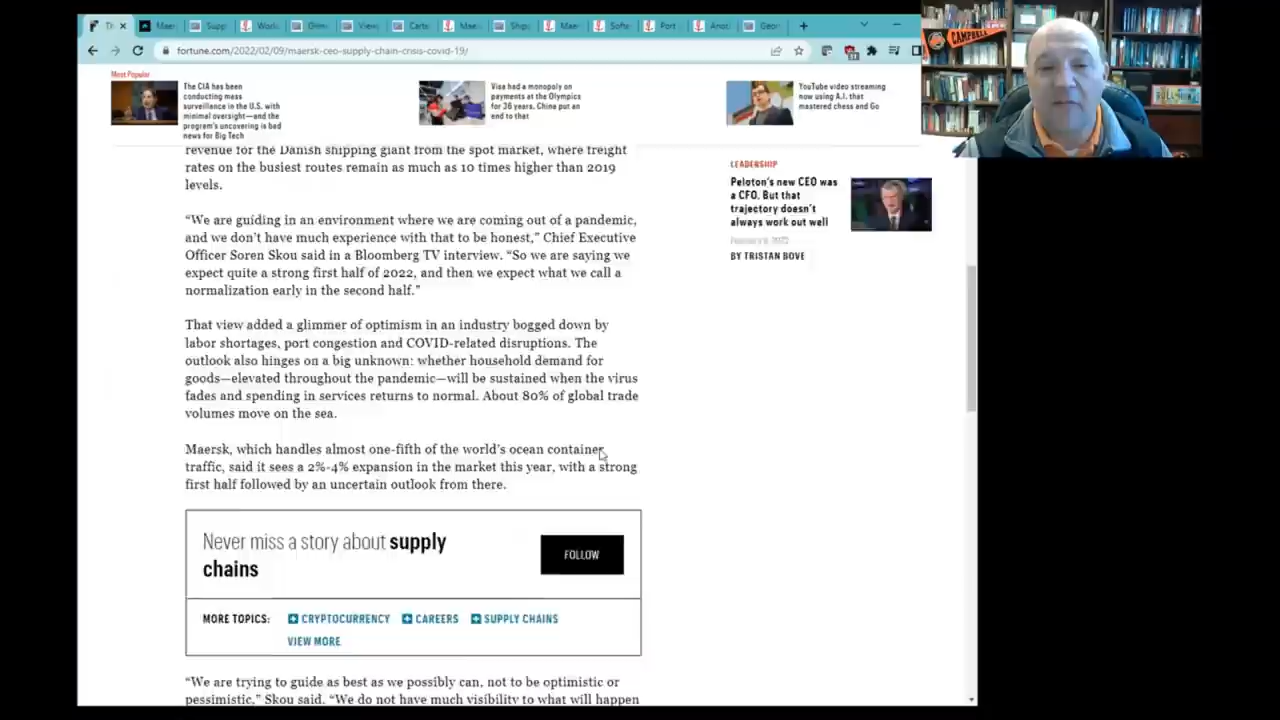 Th
Maer
Supp
Work
Glime
View
Carte
Mae
Ship
Maer
Softe
Port
Anot
Geor
fortune.com/2022/02/09/maersk-ceo-supply-chain-crisis-covid-19/
CAMPBELL
Most Popular
The CIA has been
conducting mass
surveillance in the U.S. with
minimal oversight—and the
program's uncovering is bad
news for Big Tech
Visa had a monopoly on
payments at the Olympics
for 36 years. China put an
end to that
YouTube video streaming
now using A.I. that
mastered chess and Go
revenue for the Danish shipping giant from the spot market, where freight
rates on the busiest routes remain as much as 10 times higher than 2019
levels.
“We are guiding in an environment where we are coming out of a pandemic,
and we don’t have much experience with that to be honest,” Chief Executive
Officer Soren Skou said in a Bloomberg TV interview. “So we are saying we
expect quite a strong first half of 2022, and then we expect what we call a
normalization early in the second half.”
That view added a glimmer of optimism in an industry bogged down by
labor shortages, port congestion and COVID-related disruptions. The
outlook also hinges on a big unknown: whether household demand for
goods—elevated throughout the pandemic—will be sustained when the virus
fades and spending in services returns to normal. About 80% of global trade
volumes move on the sea.
Maersk, which handles almost one-fifth of the world’s ocean container
traffic, said it sees a 2%-4% expansion in the market this year, with a strong
first half followed by an uncertain outlook from there.
Never miss a story about supply
chains
FOLLOW
MORE TOPICS:
CRYPTOCURRENCY
CAREERS
SUPPLY CHAINS
VIEW MORE
“We are trying to guide as best as we possibly can, not to be optimistic or
pessimistic,” Skou said. “We do not have much visibility to what will happen
LEADERSHIP
Peloton’s new CEO was
a CFO. But that
trajectory doesn’t
always work out well
BY TRISTAN BOVE